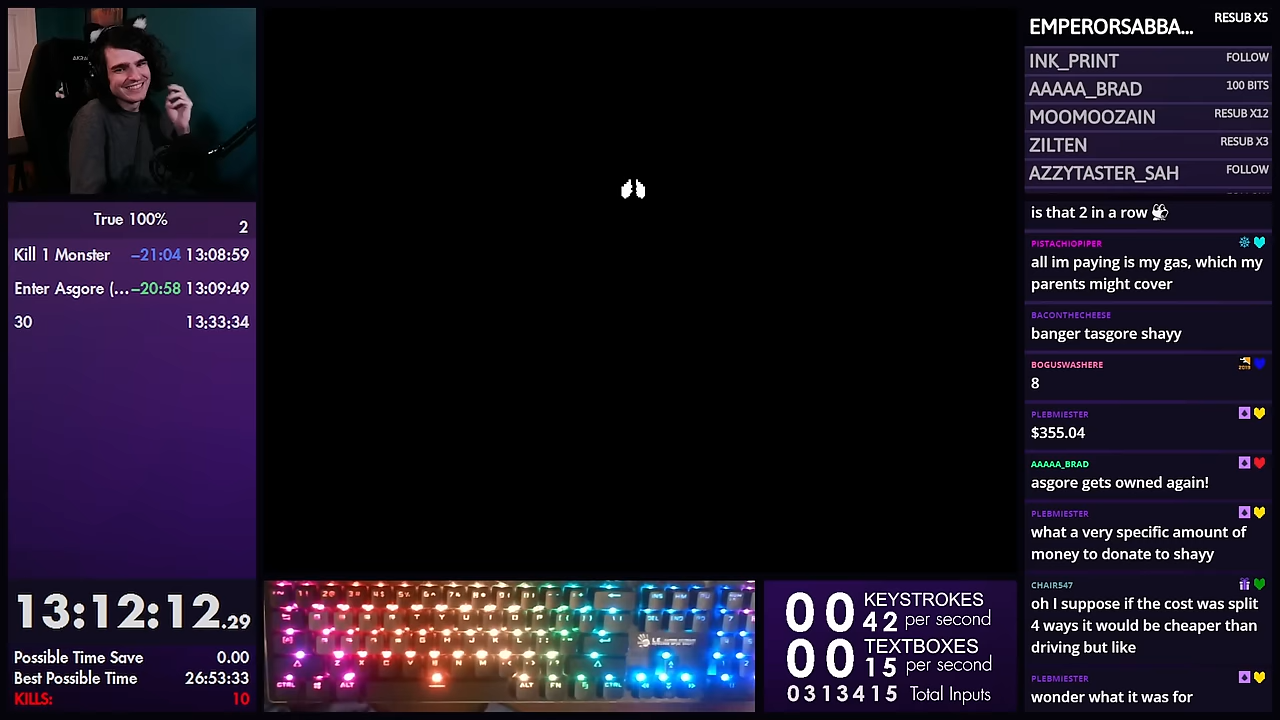 True 100%
2
Kill 1 Monster −21:04 13:08:59
Enter Asgore (...−20:58 13:09:49
30 13:33:34
13:12:12.29
Possible Time Save 0.00
Best Possible Time 26:53:33
KILLS: 10
00 KEYSTROKES
42 per second
00 TEXTBOXES
15 per second
0313415 Total Inputs
EMPERORSABBA... RESUB X5
INK_PRINT FOLLOW
AAAAA_BRAD 100 BITS
MOOMOOZAIN RESUB X12
ZILTEN RESUB X3
AZZYTASTER_SAH FOLLOW
is that 2 in a row
PISTACHIOPIPER
all im paying is my gas, which my
parents might cover
BACONTHECHEESE
banger tasgore shayy
BOGUSWASHERE
8
PLEBMIESTER
$355.04
AAAAA_BRAD
asgore gets owned again!
PLEBMIESTER
what a very specific amount of
money to donate to shayy
CHAIR547
oh I suppose if the cost was split
4 ways it would be cheaper than
driving but like
PLEBMIESTER
wonder what it was for